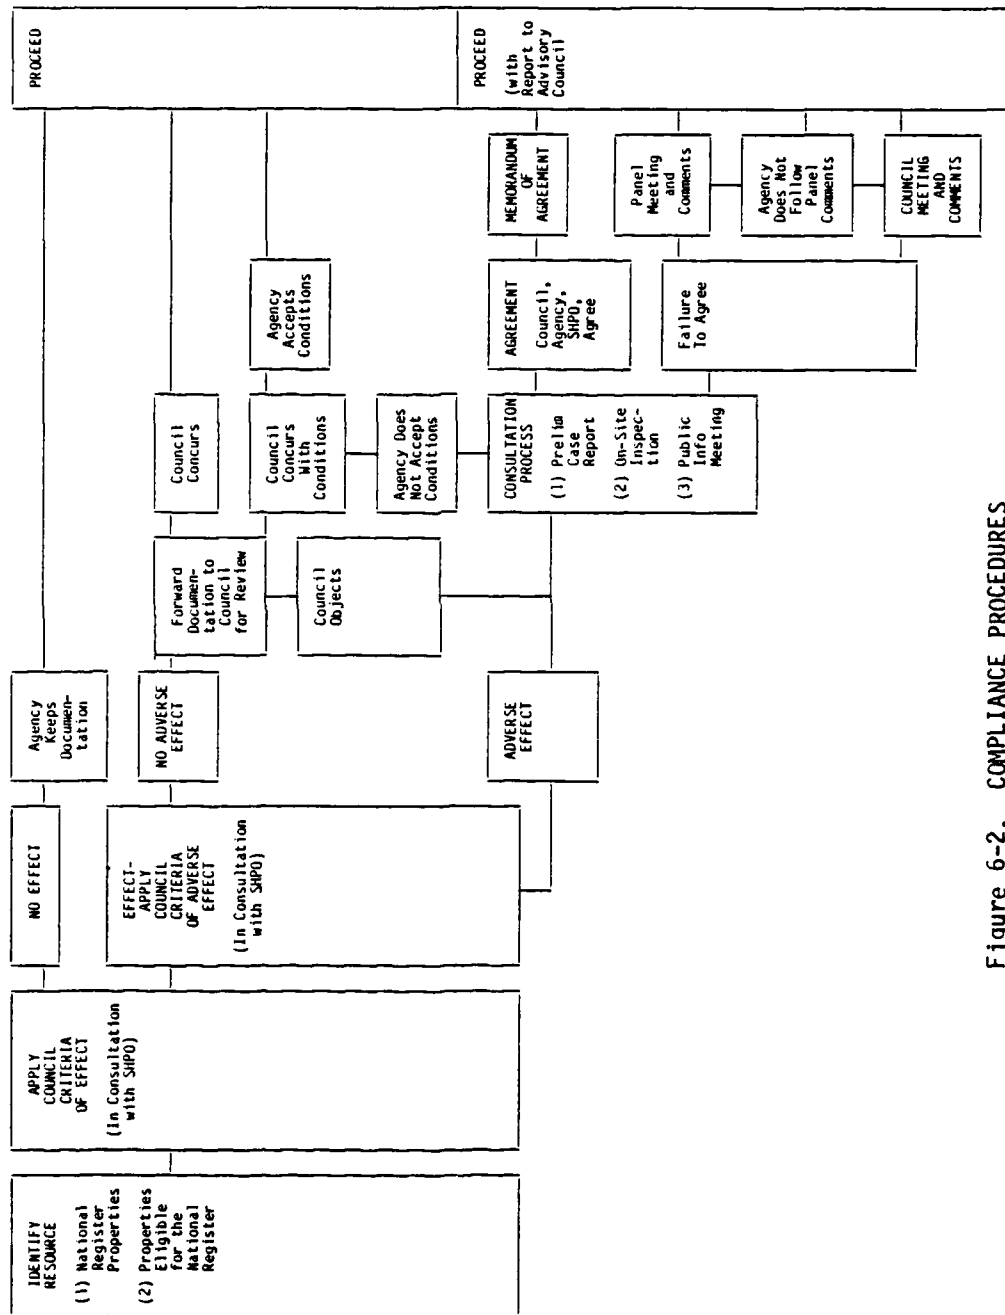 IDENTIFY
RESOURCE
(1) National
Register
Properties
(2) Properties
Eligible
for the
National
Register
APPLY
COUNCIL
CRITERIA
OF EFFECT
(In Consultation
with SHPO)
NO EFFECT
EFFECT-
APPLY
COUNCIL
CRITERIA
OF ADVERSE
EFFECT
(In Consultation
with SHPO)
Agency
Keeps
Documen-
tation
NO ADVERSE
EFFECT
ADVERSE
EFFECT
Forward
Documen-
tation to
Council
for Review
Council
Objects
Council
Concurs
Council
Concurs
With
Conditions
Agency Does
Not Accept
Conditions
CONSULTATION
PROCESS
(1) Prelim
Case
Report
(2) On-Site
Inspec-
tion
(3) Public
Info
Meeting
Agency
Accepts
Conditions
AGREEMENT
Council,
Agency,
SHPO,
Agree
Failure
To Agree
MEMORANDUM
OF
AGREEMENT
Panel
Meeting
and
Comments
Agency
Does Not
Follow
Panel
Comments
COUNCIL
MEETING
AND
COMMENTS
PROCEED
PROCEED
(with
Report to
Advisory
Council
Figure 6-2. COMPLIANCE PROCEDURES